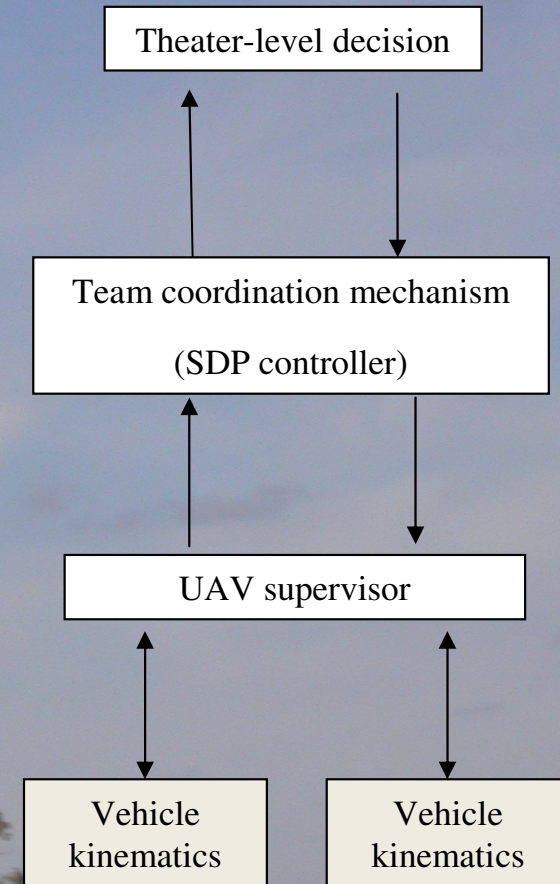 Theater-level decision
Team coordination mechanism
(SDP controller)
UAV supervisor
Vehicle Vehicle
kinematics kinematics